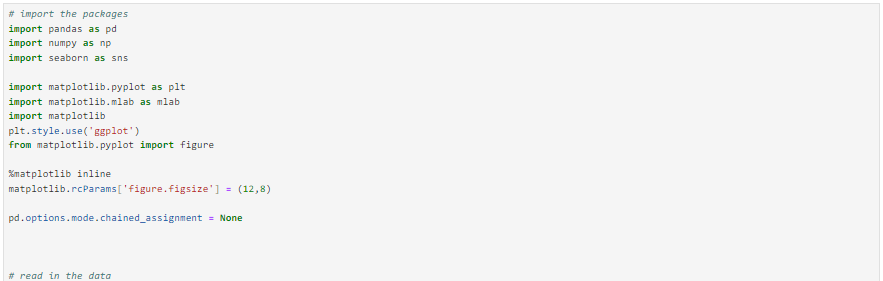 # import the packages
import pandas as pd
import numpy as np
import seaborn as sns
import matplotlib.pyplot as plt
import matplotlib.mlab as mlab
import matplotlib
plt.style.use('ggplot')
from matplotlib.pyplot import figure
%matplotlib inline
matplotlib.rcParams['figure.figsize'] = (12,8)
pd.options.mode.chained_assignment = None
# read in the data